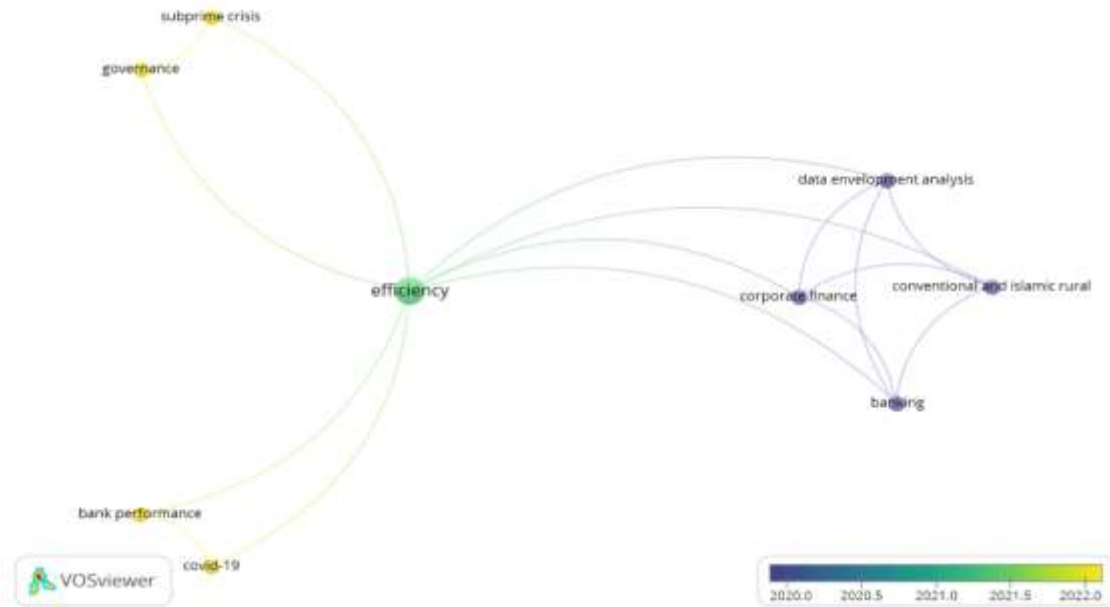 subprime crisis
governance
data envelopment analysis
efficiency
corporate finance
conventional and islamic rural
banking
bank performance
covid-19
VOSviewer
2020.0 2020.5 2021.0 2021.5 2022.0